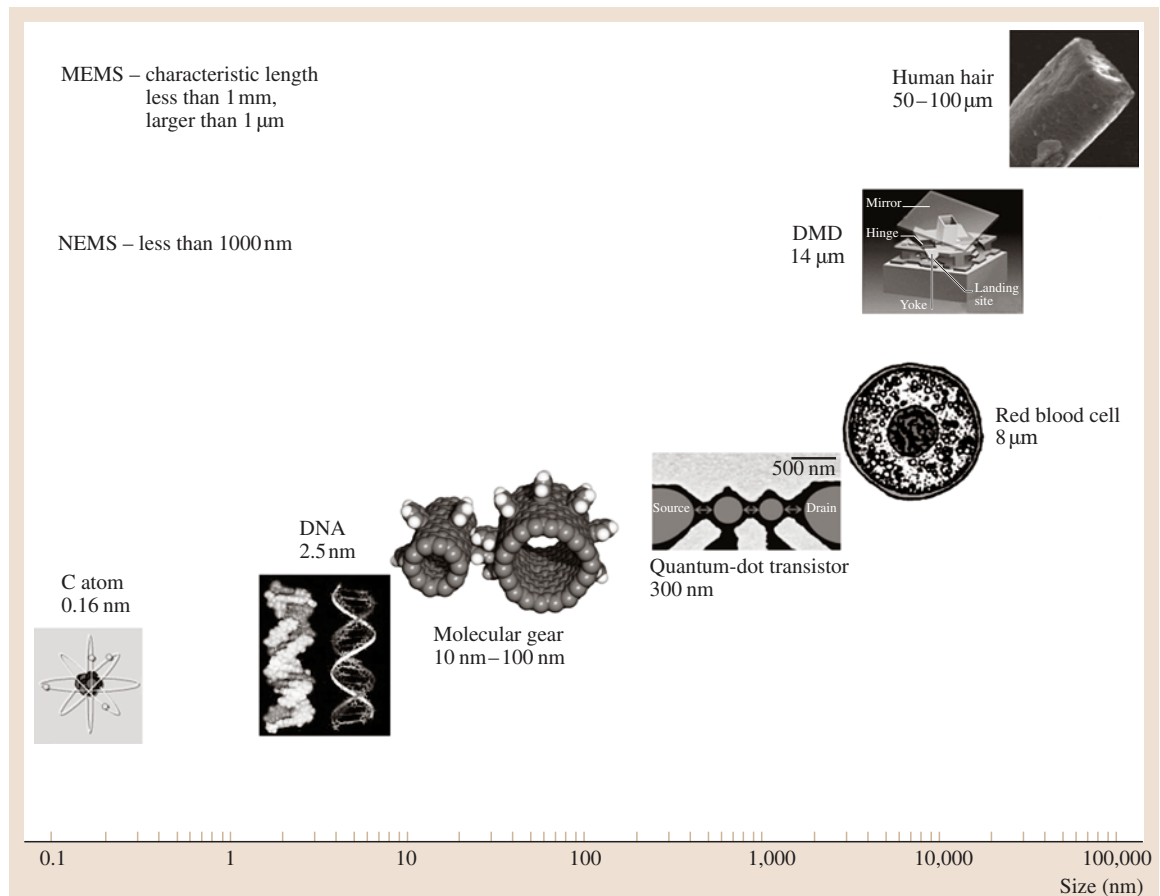 MEMS – characteristic length
less than 1 mm,
larger than 1 μm
Human hair
50–100 μm
NEMS – less than 1000 nm
DMD
14 μm
Mirror
Hinge
Landing
site
Yoke
Red blood cell
8 μm
500 nm
Source
Drain
Quantum-dot transistor
300 nm
DNA
2.5 nm
C atom
0.16 nm
Molecular gear
10 nm–100 nm
0.1 1 10 100 1,000 10,000 100,000
Size (nm)